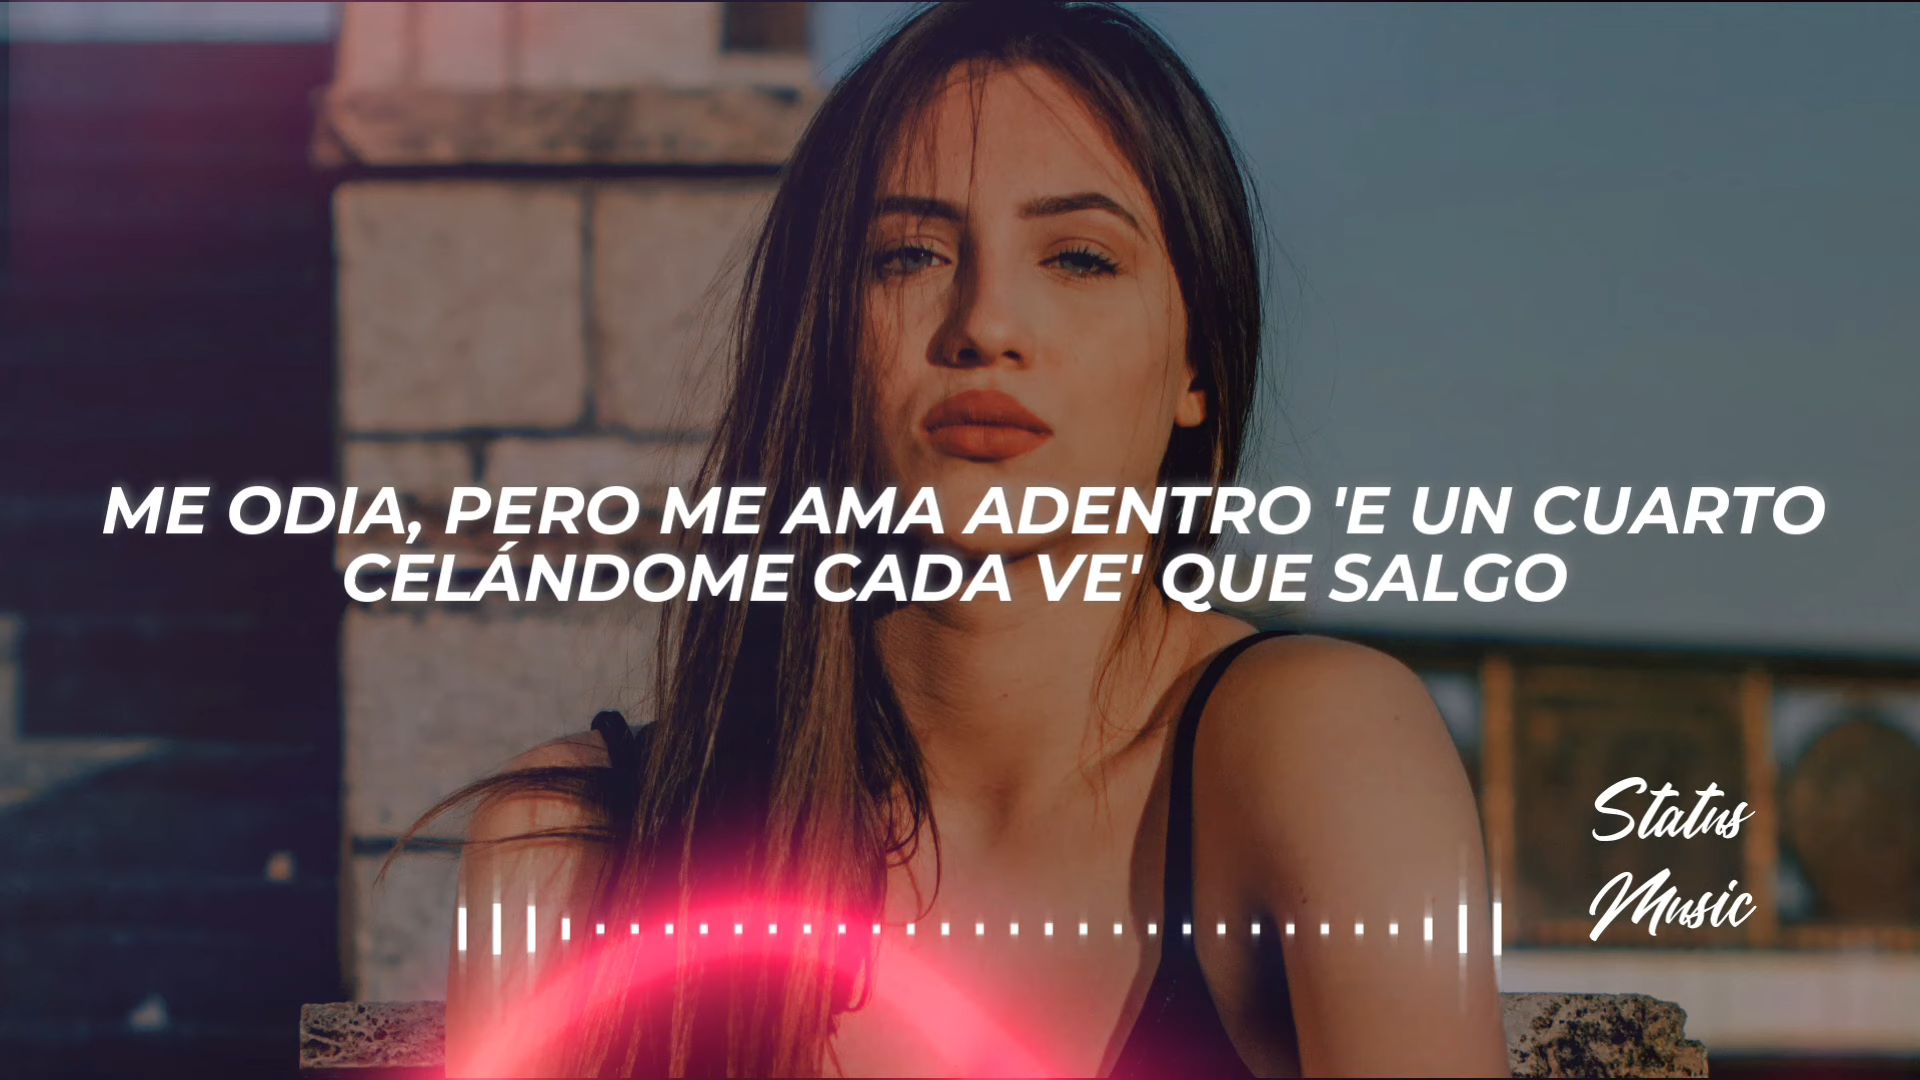 ME ODIA, PERO ME AMA ADENTRO 'E UN CUARTO
CELÁNDOME CADA VE' QUE SALGO
Status
Music